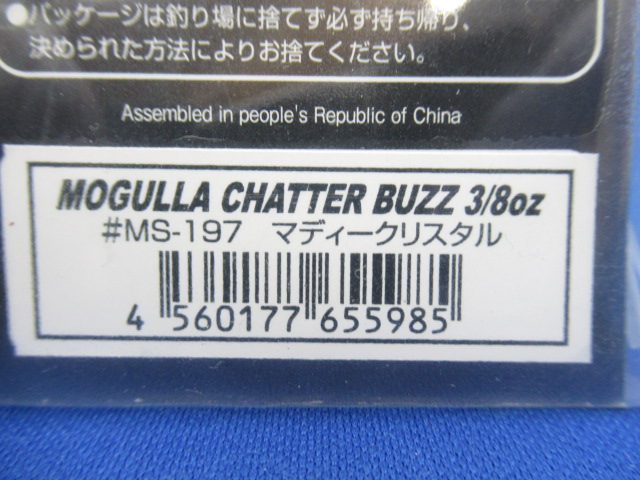 ●パッケージは釣り場に捨てず必ず持ち帰り、
決められた方法によりお捨てください。
Assembled in people's Republic of China
MOGULLA CHATTER BUZZ 3/8oz
#MS-197 マディークリスタル
4 560177 655985